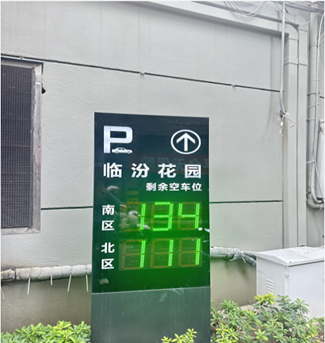 P
临汾花园
剩余空车位
南区 134
北区 111